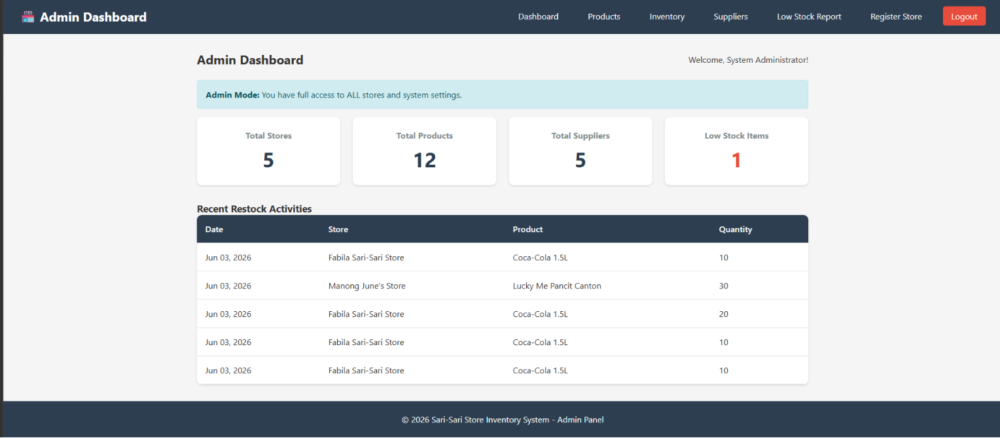 Admin Dashboard Dashboard Products Inventory Suppliers Low Stock Report Register Store Logout
Admin Dashboard Welcome, System Administrator!
Admin Mode: You have full access to ALL stores and system settings.
Total Stores Total Products Total Suppliers Low Stock Items
5 12 5 1
Recent Restock Activities
Date Store Product Quantity
Jun 03, 2026 Fabila Sari-Sari Store Coca-Cola 1.5L 10
Jun 03, 2026 Manong June's Store Lucky Me Pancit Canton 30
Jun 03, 2026 Fabila Sari-Sari Store Coca-Cola 1.5L 20
Jun 03, 2026 Fabila Sari-Sari Store Coca-Cola 1.5L 10
Jun 03, 2026 Fabila Sari-Sari Store Coca-Cola 1.5L 10
© 2026 Sari-Sari Store Inventory System - Admin Panel